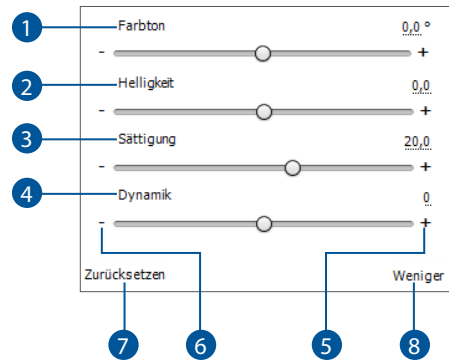 1 Farbton 0,0 °
- +
2 Helligkeit 0,0
- +
3 Sättigung 20,0
- +
4 Dynamik 0
- +
Zurücksetzen Weniger
7 6 5 8